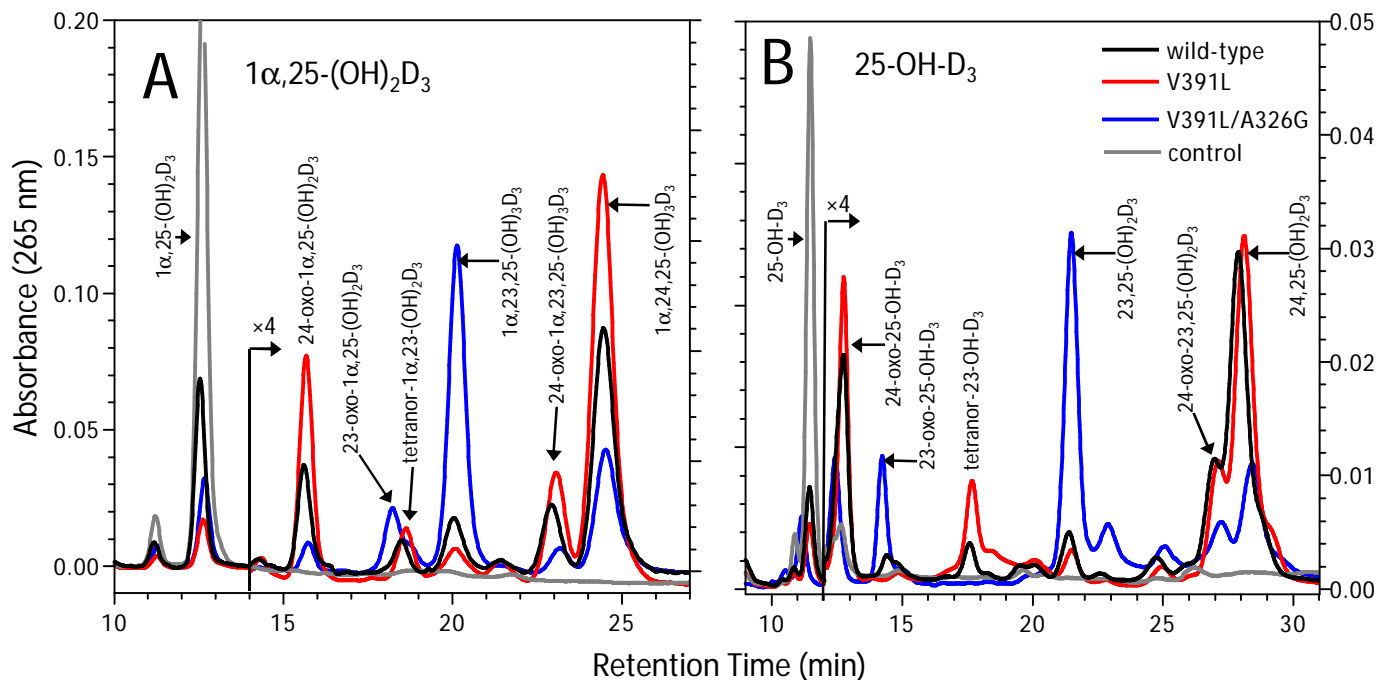 A
1α,25-(OH)₂D₃
B
25-OH-D₃
wild-type
V391L
V391L/A326G
control
Absorbance (265 nm)
0.20
0.15
0.10
0.05
0.00
0.05
0.04
0.03
0.02
0.01
0.00
1α,25-(OH)₂D₃
×4
24-oxo-1α,25-(OH)₂D₃
23-oxo-1α,25-(OH)₂D₃
tetranor-1α,23-(OH)₂D₃
1α,23,25-(OH)₃D₃
24-oxo-1α,23,25-(OH)₃D₃
1α,24,25-(OH)₃D₃
25-OH-D₃
×4
24-oxo-25-OH-D₃
23-oxo-25-OH-D₃
tetranor-23-OH-D₃
23,25-(OH)₂D₃
24-oxo-23,25-(OH)₂D₃
24,25-(OH)₂D₃
10 15 20 25
10 15 20 25 30
Retention Time (min)